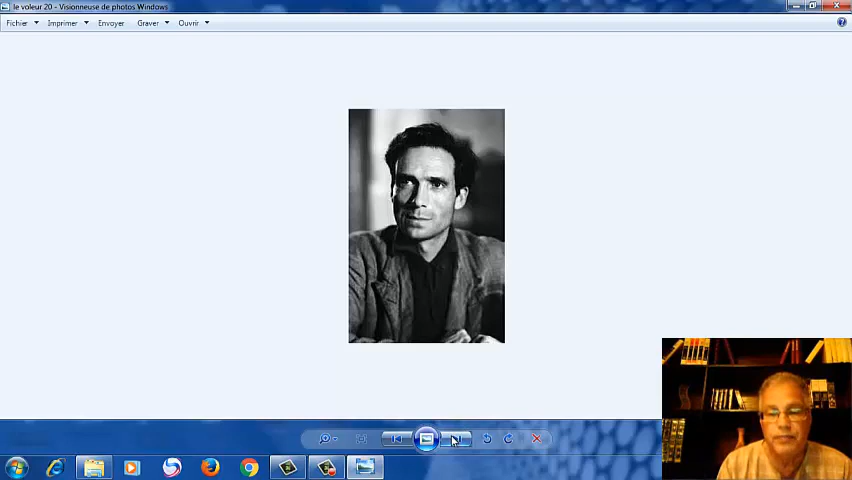 le voleur 20 - Visionneuse de photos Windows
Fichier Imprimer Envoyer Graver Ouvrir